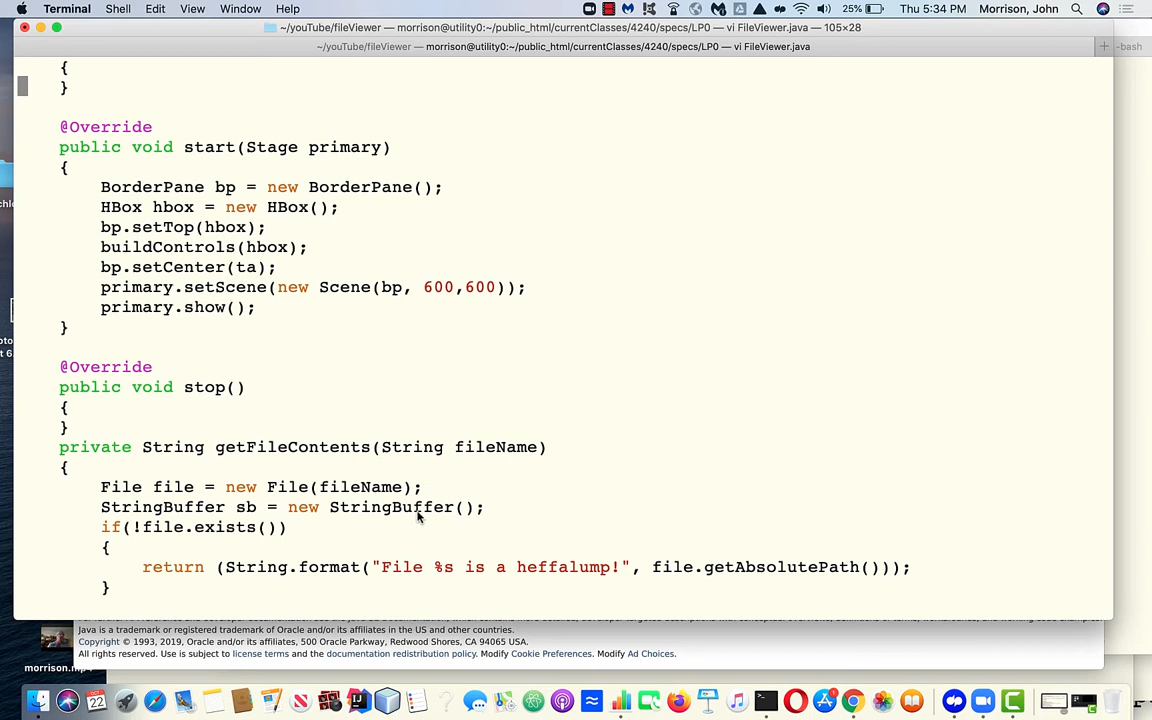 Terminal Shell Edit View Window Help 25% Thu 5:34 PM Morrison, John
~/youTube/fileViewer — morrison@utility0:~/public_html/currentClasses/4240/specs/LP0 — vi FileViewer.java — 105×28
~/youTube/fileViewer — morrison@utility0:~/public_html/currentClasses/4240/specs/LP0 — vi FileViewer.java + -bash
{
}
@Override
public void start(Stage primary)
{
BorderPane bp = new BorderPane();
HBox hbox = new HBox();
bp.setTop(hbox);
buildControls(hbox);
bp.setCenter(ta);
primary.setScene(new Scene(bp, 600,600));
primary.show();
}
@Override
public void stop()
{
}
private String getFileContents(String fileName)
{
File file = new File(fileName);
StringBuffer sb = new StringBuffer();
if(!file.exists())
{
return (String.format("File %s is a heffalump!", file.getAbsolutePath()));
}
Java is a trademark or registered trademark of Oracle and/or its affiliates in the US and other countries.
Copyright © 1993, 2019, Oracle and/or its affiliates, 500 Oracle Parkway, Redwood Shores, CA 94065 USA.
All rights reserved. Use is subject to license terms and the documentation redistribution policy. Modify Cookie Preferences. Modify Ad Choices.
morrison.mp4
OCT
22